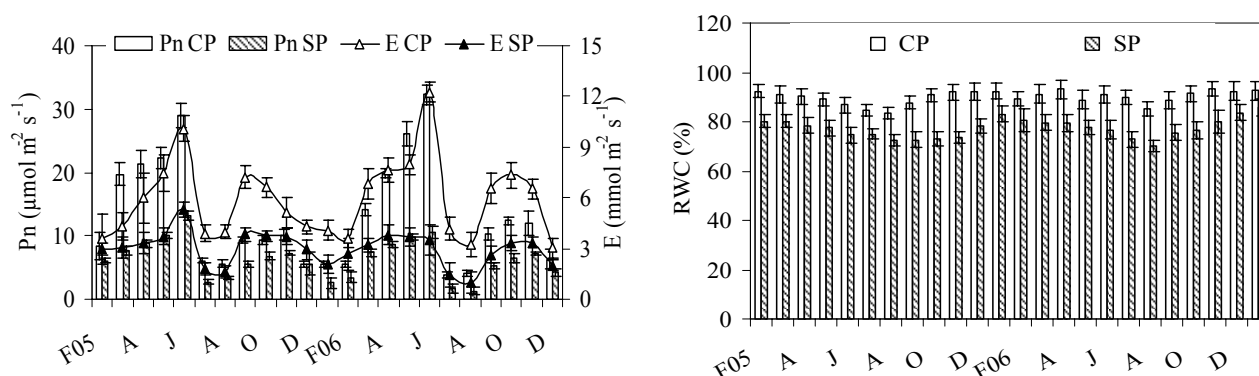 Pn CP Pn SP E CP E SP
40
30
20
10
0
Pn (µmol m⁻² s⁻¹)
15
12
9
6
3
0
E (mmol m⁻² s⁻¹)
F05 A J A O D F06 A J A O D
CP SP
120
100
80
60
40
20
0
RWC (%)
F05 A J A O D F06 A J A O D